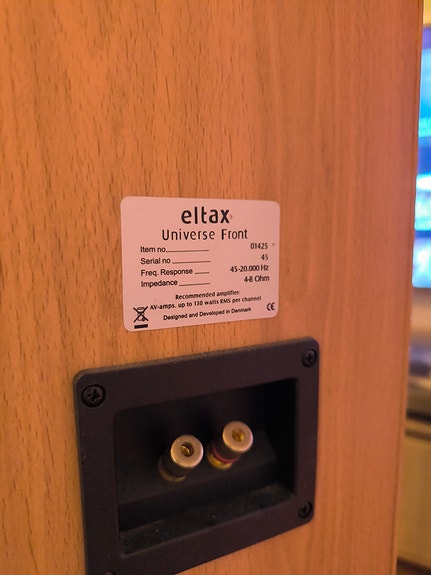 eltax
Universe Front
Item no. 01425
Serial no 45
Freq. Response 45-20.000 Hz
Impedance 4-8 Ohm
Recommended amplifier:
AV-amps. up to 130 watts RMS per channel
Designed and Developed in Denmark
CE